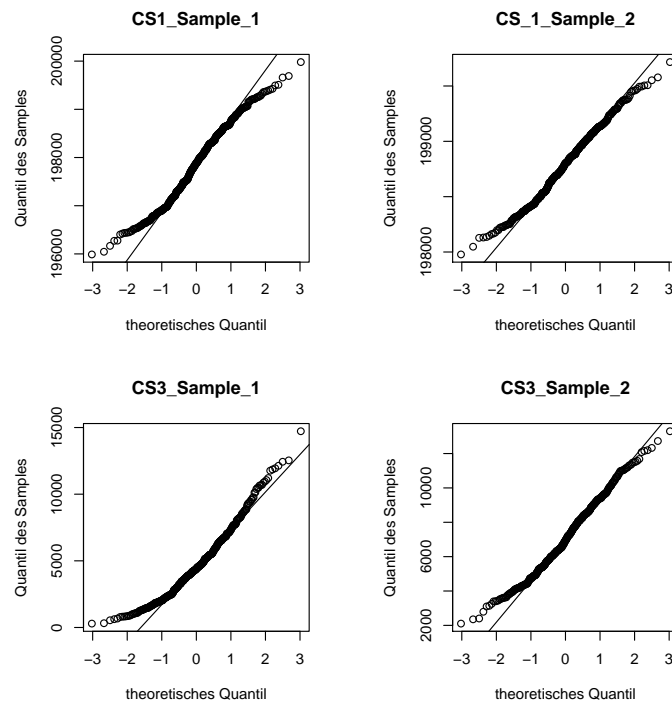 CS1_Sample_1
Quantil des Samples
196000 198000 200000
−3 −2 −1 0 1 2 3
theoretisches Quantil
CS_1_Sample_2
Quantil des Samples
198000 199000
−3 −2 −1 0 1 2 3
theoretisches Quantil
CS3_Sample_1
Quantil des Samples
0 5000 10000 15000
−3 −2 −1 0 1 2 3
theoretisches Quantil
CS3_Sample_2
Quantil des Samples
2000 6000 10000
−3 −2 −1 0 1 2 3
theoretisches Quantil